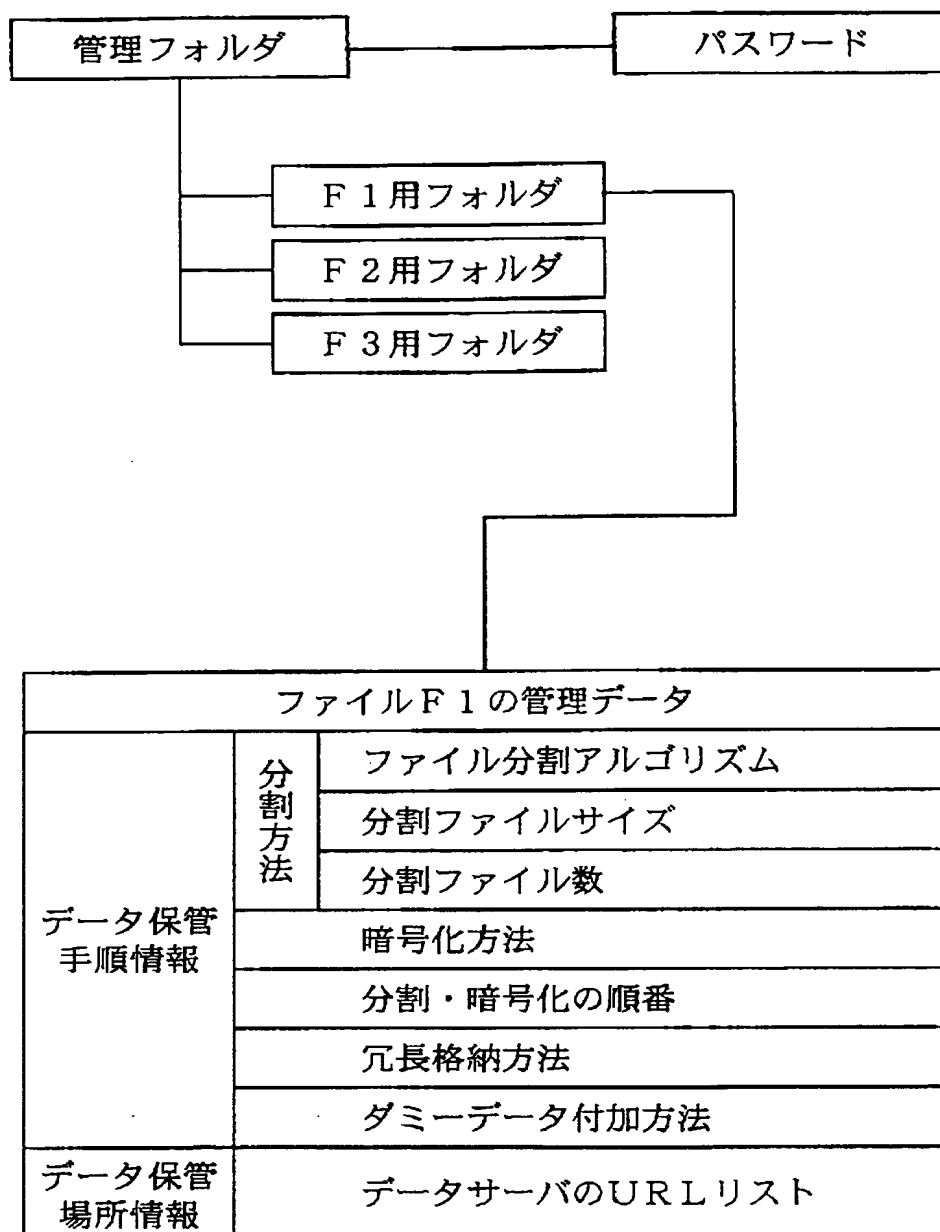 管理フォルダ
パスワード
Ｆ１用フォルダ
Ｆ２用フォルダ
Ｆ３用フォルダ
ファイルＦ１の管理データ
データ保管
手順情報
分割方法
ファイル分割アルゴリズム
分割ファイルサイズ
分割ファイル数
暗号化方法
分割・暗号化の順番
冗長格納方法
ダミーデータ付加方法
データ保管
場所情報
データサーバのＵＲＬリスト